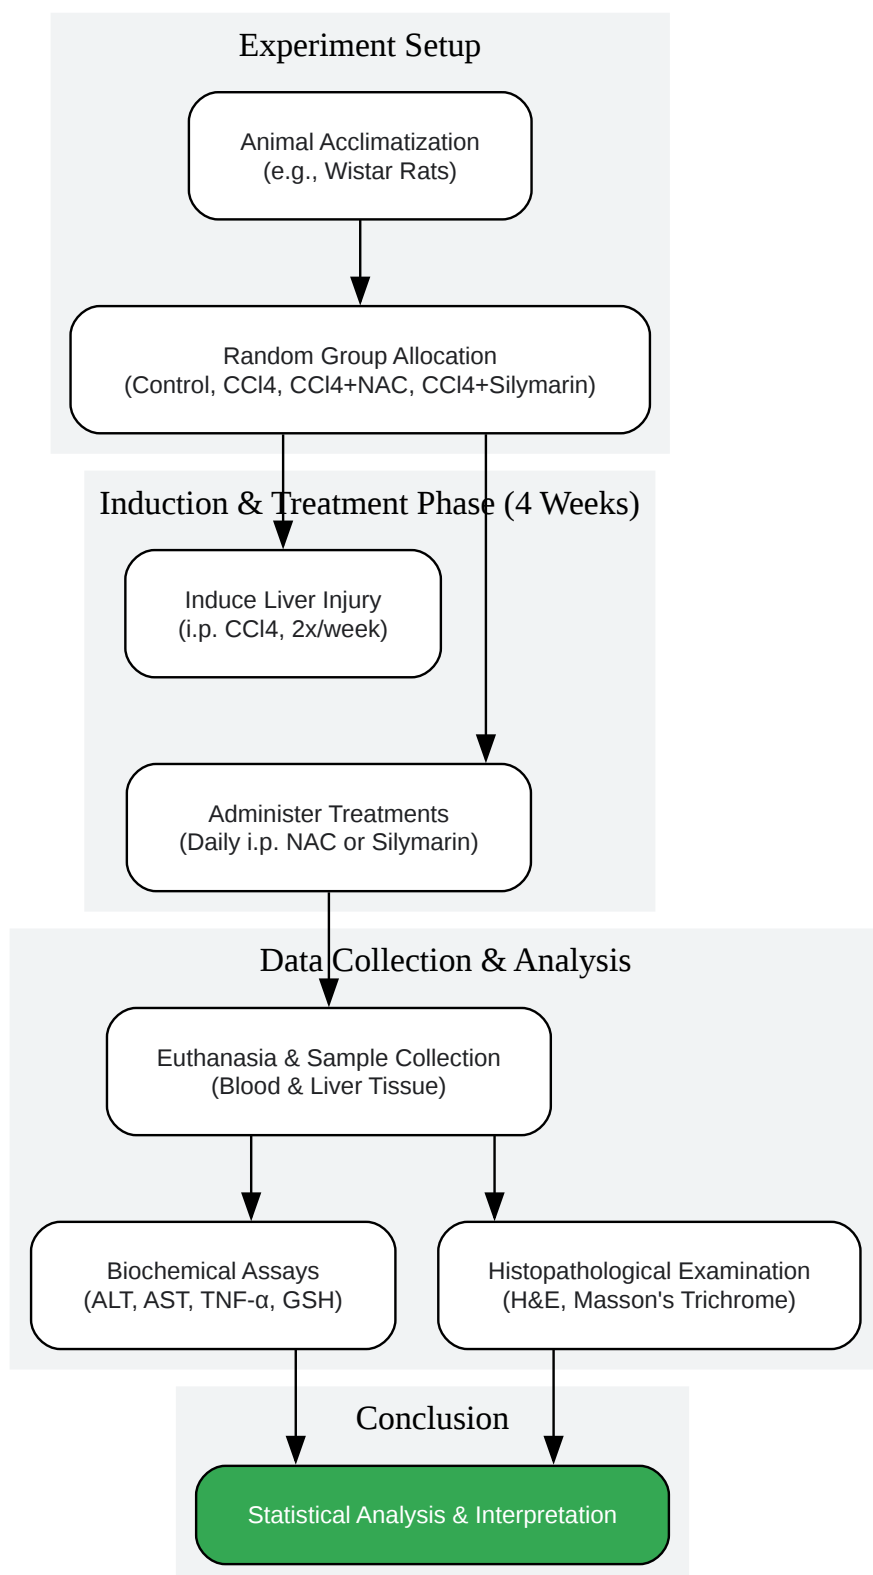 Experiment Setup
Animal Acclimatization
(e.g., Wistar Rats)
Random Group Allocation
(Control, CCl4, CCl4+NAC, CCl4+Silymarin)
Induction & Treatment Phase (4 Weeks)
Induce Liver Injury
(i.p. CCl4, 2x/week)
Administer Treatments
(Daily i.p. NAC or Silymarin)
Data Collection & Analysis
Euthanasia & Sample Collection
(Blood & Liver Tissue)
Biochemical Assays
(ALT, AST, TNF-α, GSH)
Histopathological Examination
(H&E, Masson's Trichrome)
Conclusion
Statistical Analysis & Interpretation